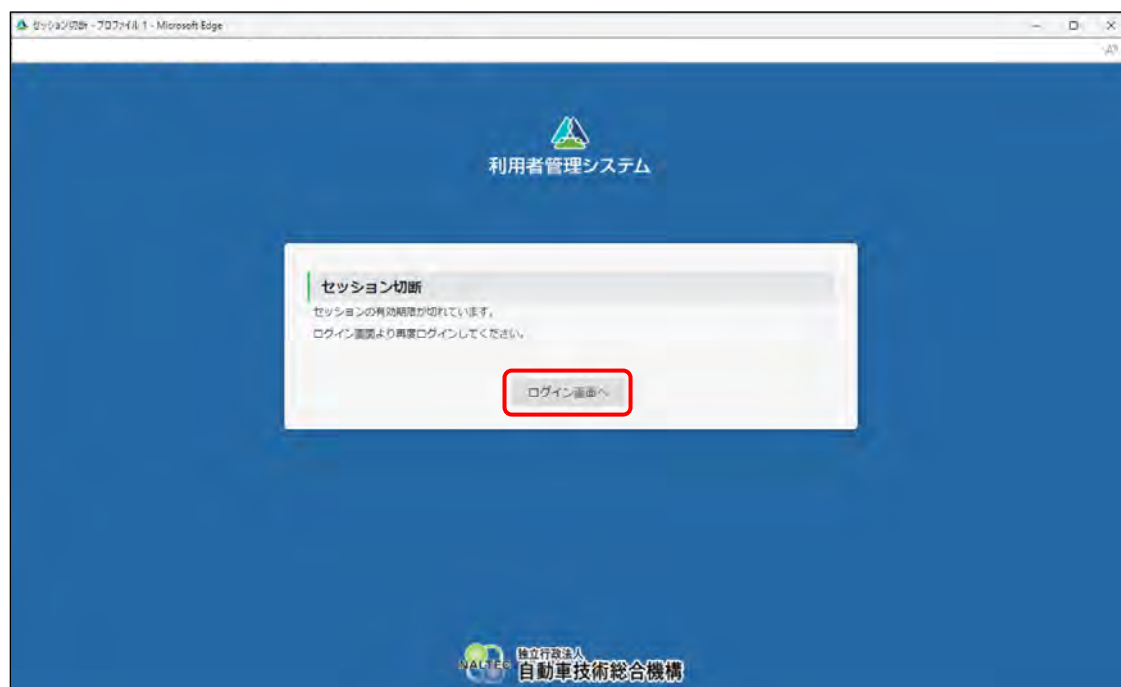 セッション切断 - プロファイル 1 - Microsoft Edge
利用者管理システム
セッション切断
セッションの有効期限が切れています。
ログイン画面より再度ログインしてください。
ログイン画面へ
NALTEC
独立行政法人
自動車技術総合機構